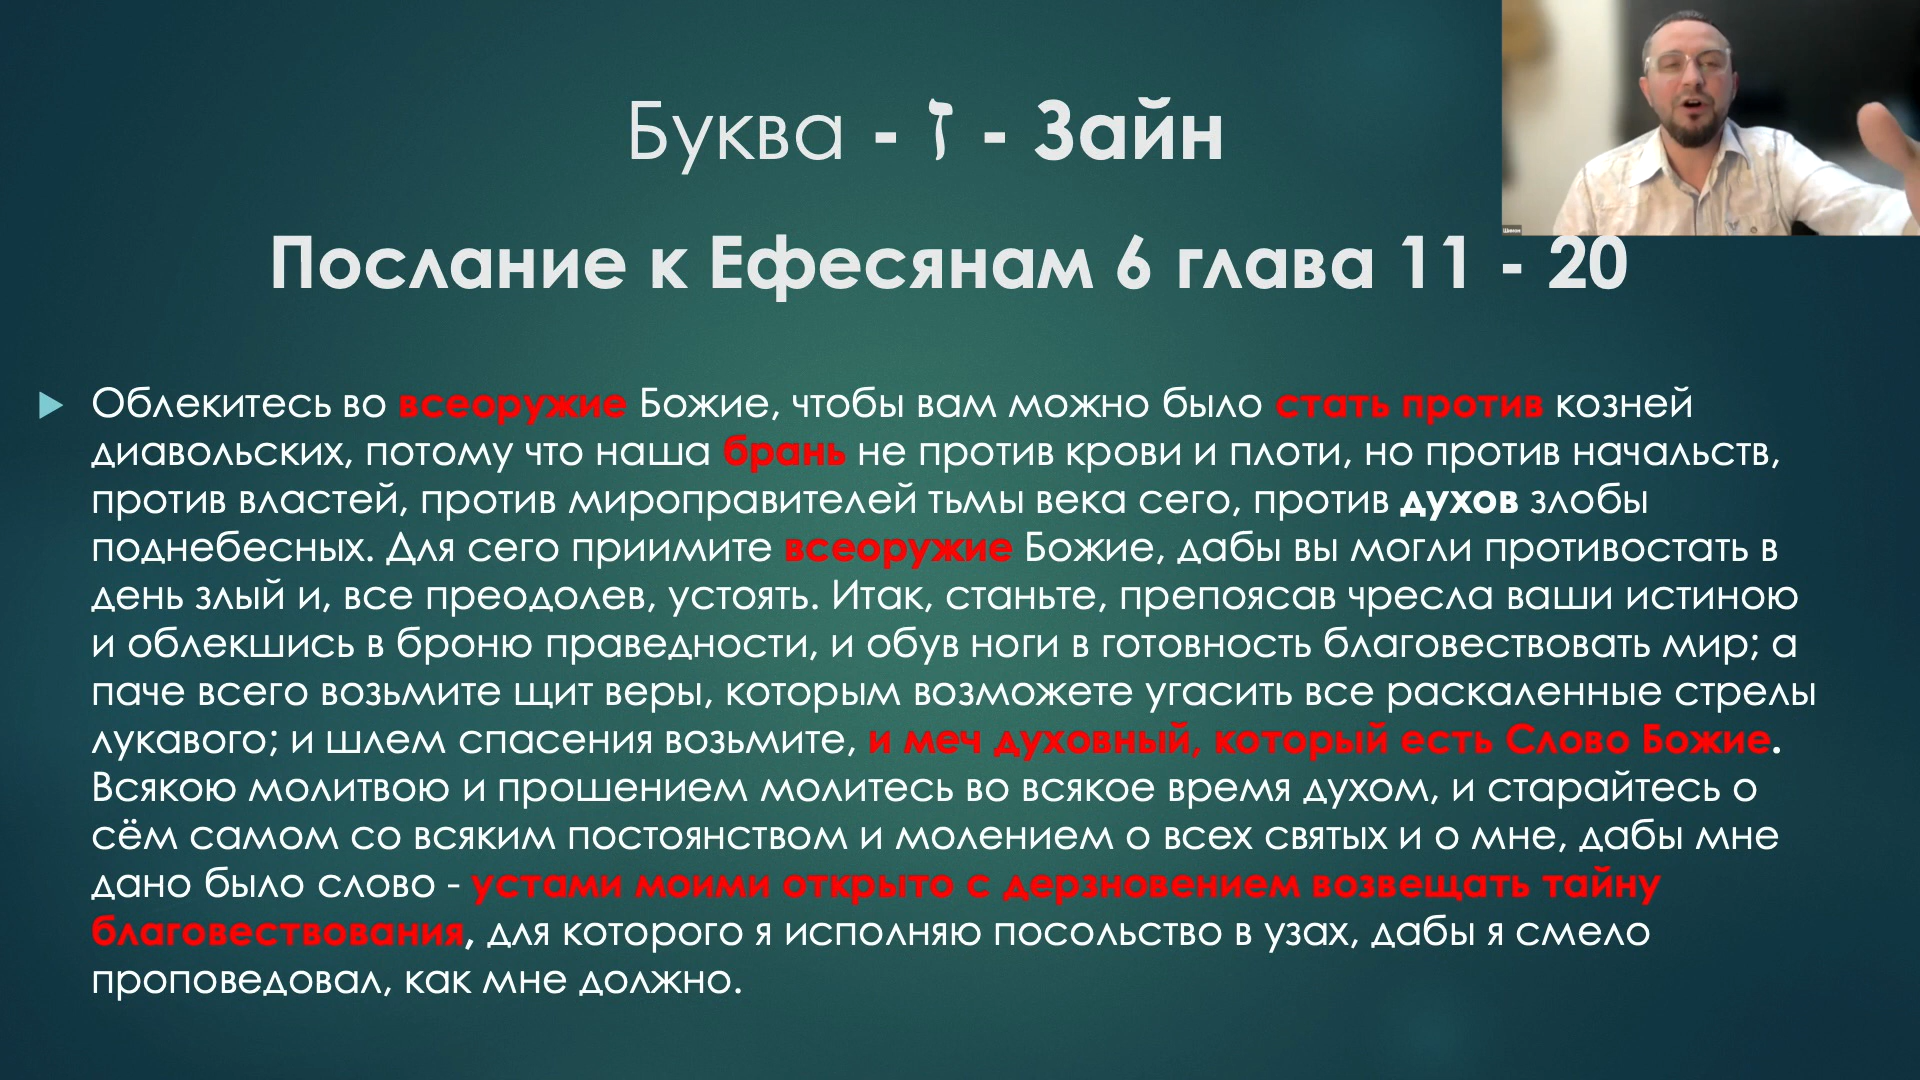 Буква - ז - Зайн
Послание к Ефесянам 6 глава 11 - 20
Облекитесь во всеоружие Божие, чтобы вам можно было стать против козней
диавольских, потому что наша брань не против крови и плоти, но против начальств,
против властей, против мироправителей тьмы века сего, против духов злобы
поднебесных. Для сего приимите всеоружие Божие, дабы вы могли противостать в
день злый и, все преодолев, устоять. Итак, станьте, препоясав чресла ваши истиною
и облекшись в броню праведности, и обув ноги в готовность благовествовать мир; а
паче всего возьмите щит веры, которым возможете угасить все раскаленные стрелы
лукавого; и шлем спасения возьмите, и меч духовный, который есть Слово Божие.
Всякою молитвою и прошением молитесь во всякое время духом, и старайтесь о
сём самом со всяким постоянством и молением о всех святых и о мне, дабы мне
дано было слово - устами моими открыто с дерзновением возвещать тайну
благовествования, для которого я исполняю посольство в узах, дабы я смело
проповедовал, как мне должно.